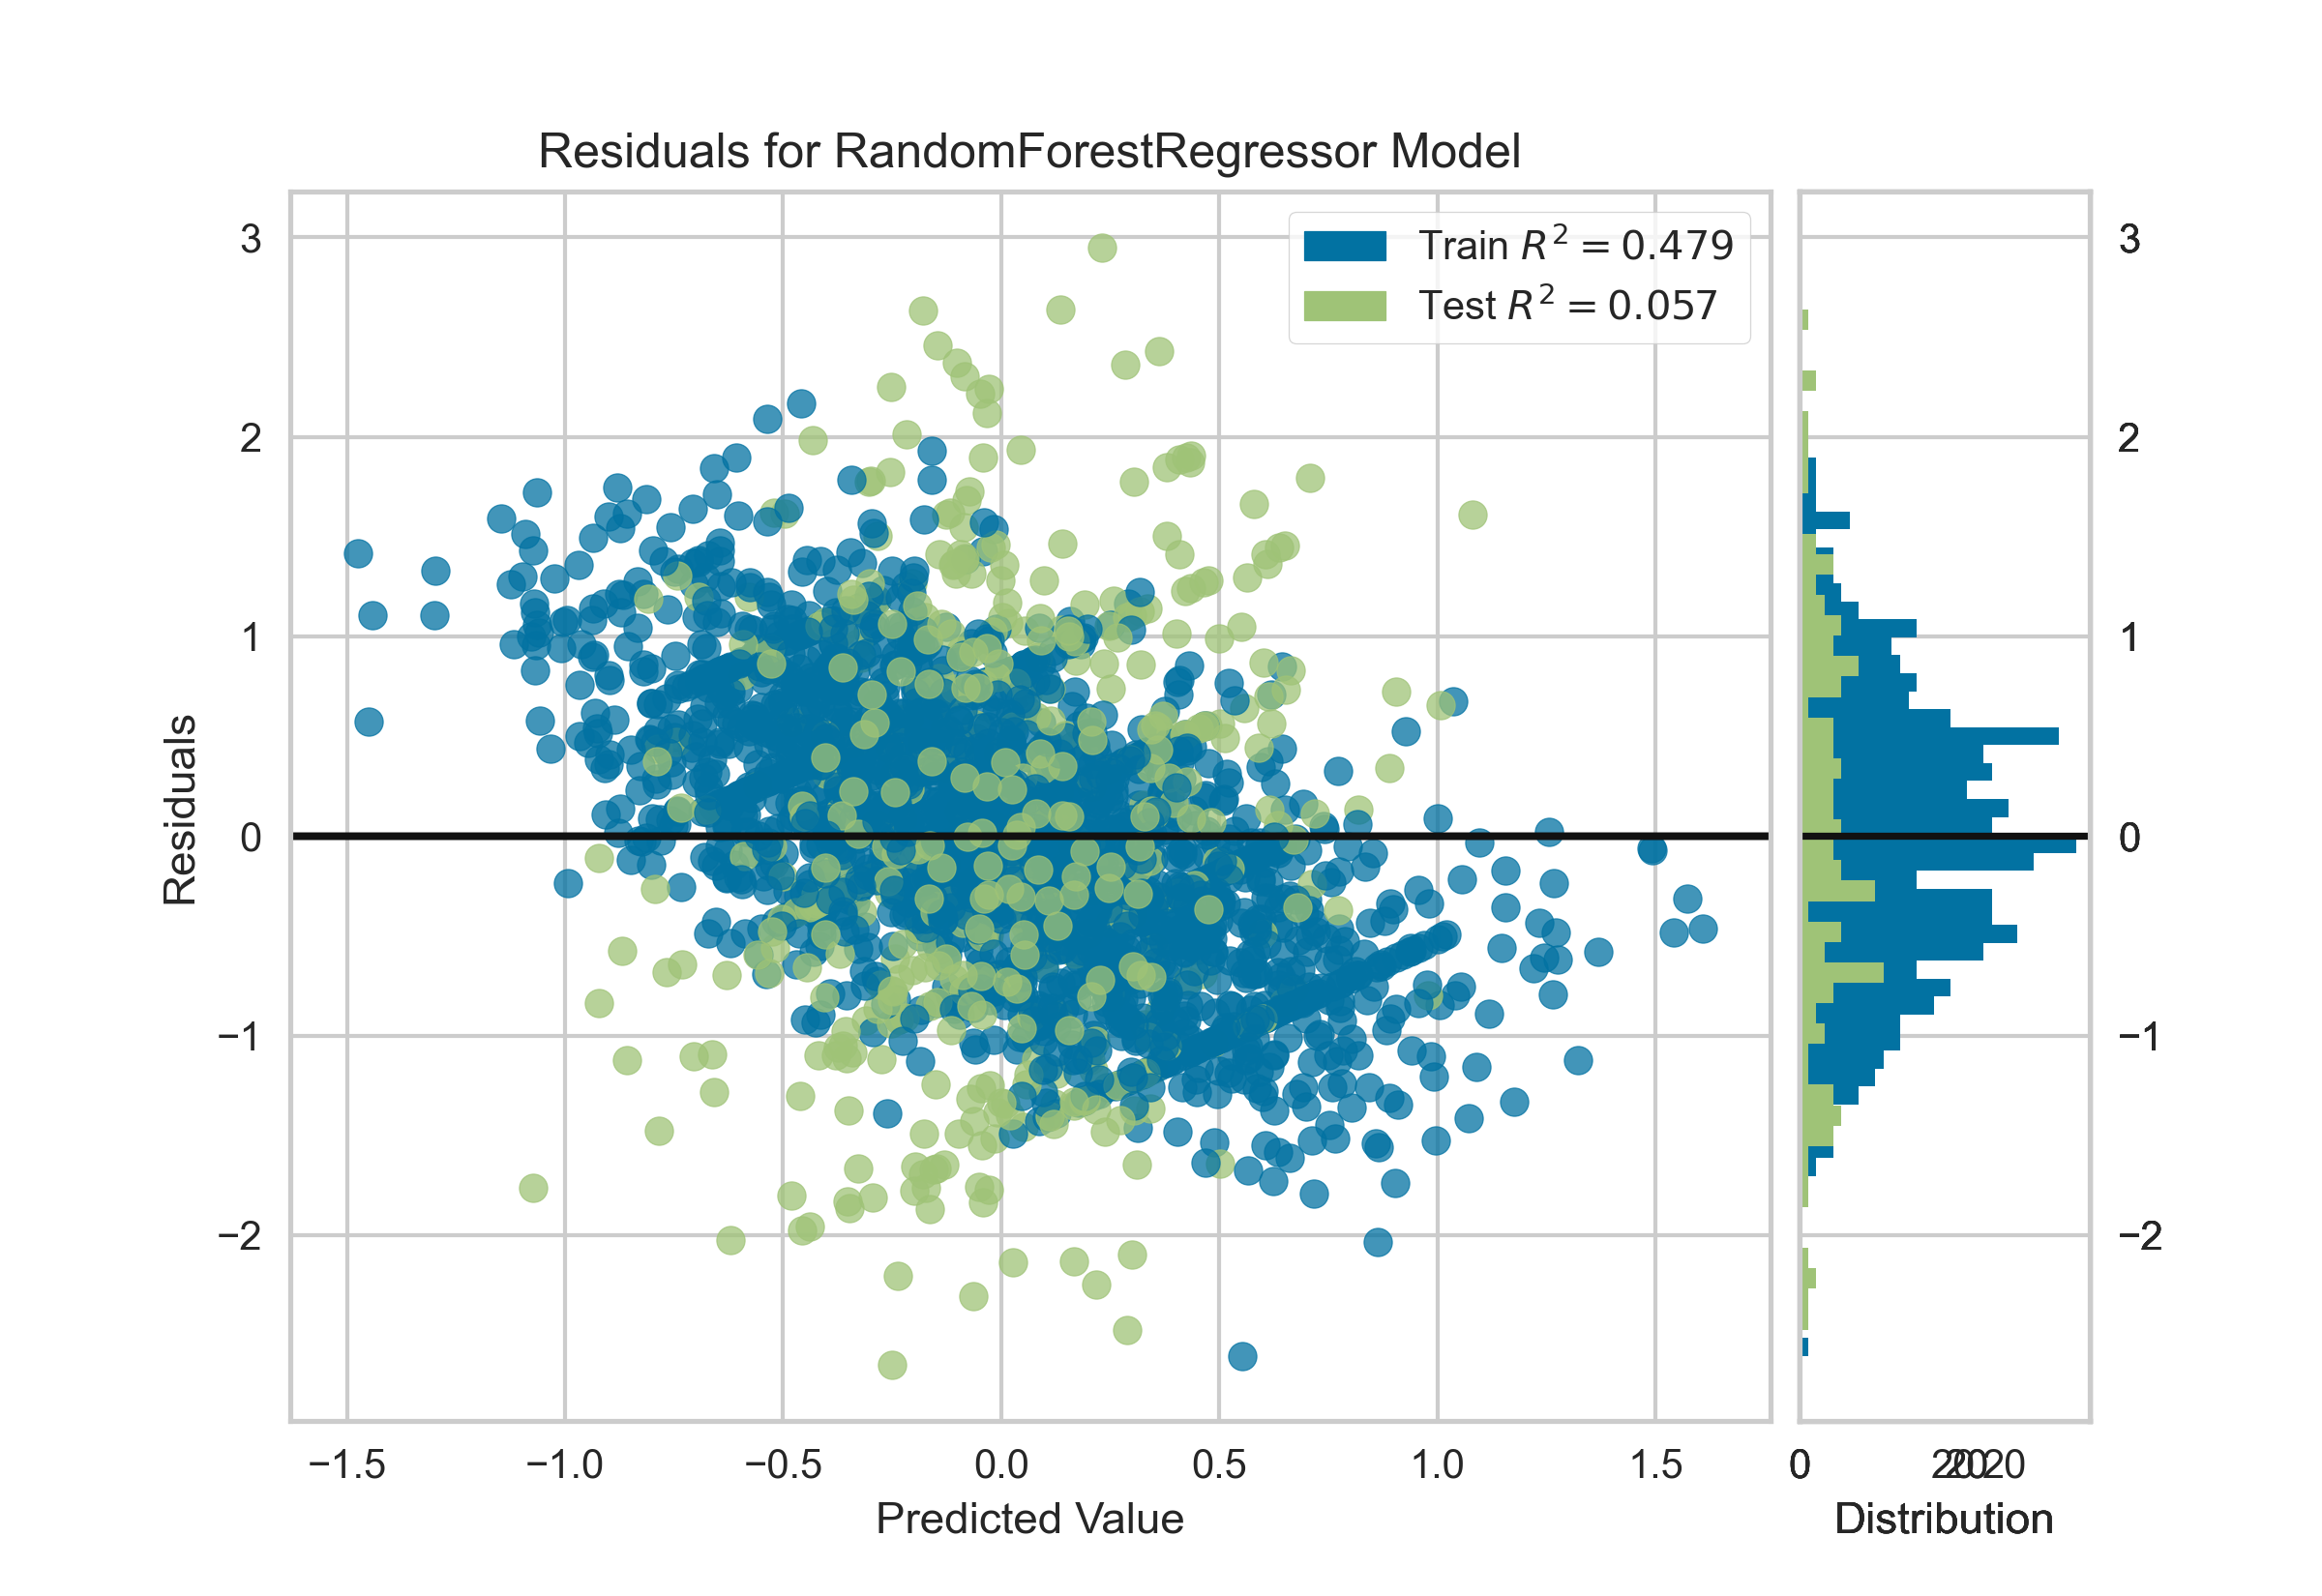 Residuals for RandomForestRegressor Model
Train R² = 0.479
Test R² = 0.057
3
2
1
0
−1
−2
Residuals
−1.5 −1.0 −0.5 0.0 0.5 1.0 1.5
Predicted Value
3
2
1
0
−1
−2
0 20
Distribution